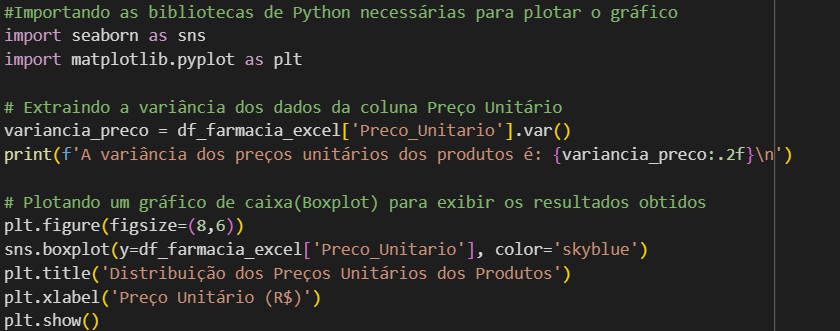 #Importando as bibliotecas de Python necessárias para plotar o gráfico
import seaborn as sns
import matplotlib.pyplot as plt
# Extraindo a variância dos dados da coluna Preço Unitário
variancia_preco = df_farmacia_excel['Preco_Unitario'].var()
print(f'A variância dos preços unitários dos produtos é: {variancia_preco:.2f}\n')
# Plotando um gráfico de caixa(Boxplot) para exibir os resultados obtidos
plt.figure(figsize=(8,6))
sns.boxplot(y=df_farmacia_excel['Preco_Unitario'], color='skyblue')
plt.title('Distribuição dos Preços Unitários dos Produtos')
plt.xlabel('Preço Unitário (R$)')
plt.show()